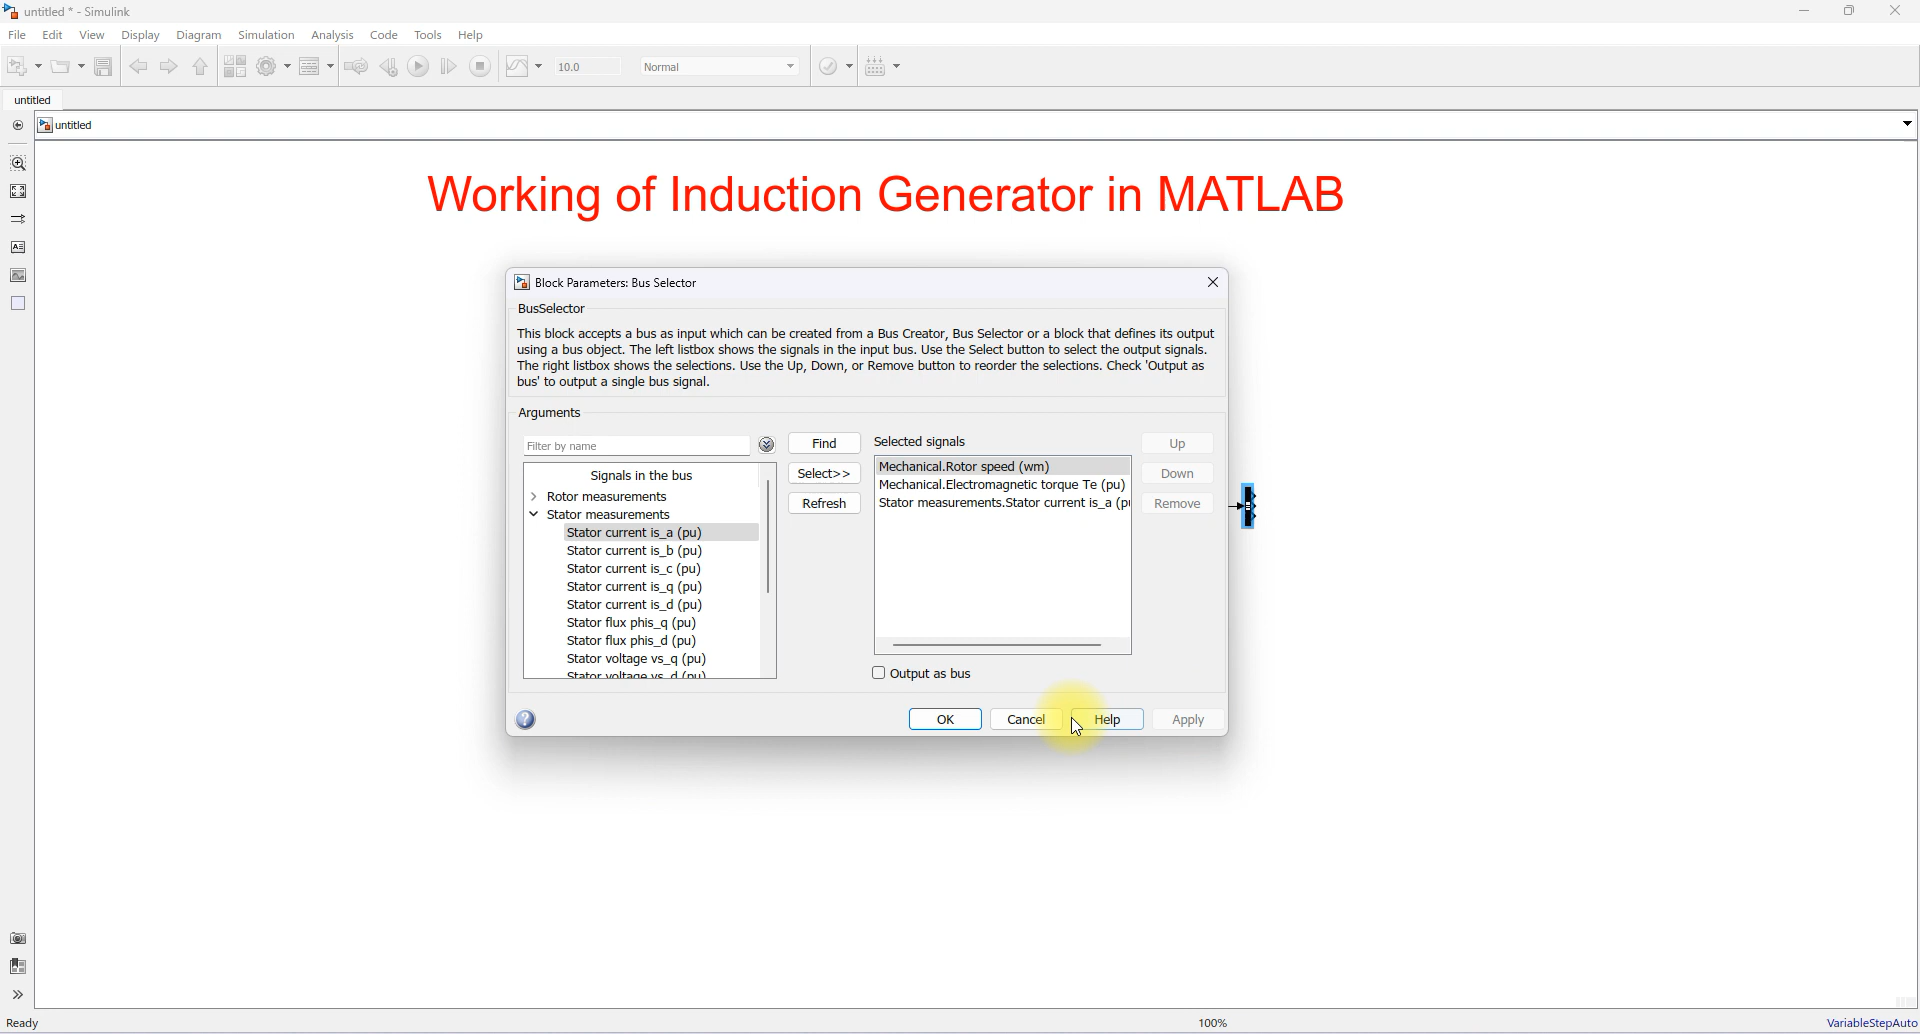 untitled * - Simulink
File Edit View Display Diagram Simulation Analysis Code Tools Help
10.0 Normal
untitled
untitled
Working of Induction Generator in MATLAB
Block Parameters: Bus Selector
BusSelector
This block accepts a bus as input which can be created from a Bus Creator, Bus Selector or a block that defines its output
using a bus object. The left listbox shows the signals in the input bus. Use the Select button to select the output signals.
The right listbox shows the selections. Use the Up, Down, or Remove button to reorder the selections. Check 'Output as
bus' to output a single bus signal.
Arguments
Filter by name
Find
Select>>
Refresh
Signals in the bus
Rotor measurements
Stator measurements
Stator current is_a (pu)
Stator current is_b (pu)
Stator current is_c (pu)
Stator current is_q (pu)
Stator current is_d (pu)
Stator flux phis_q (pu)
Stator flux phis_d (pu)
Stator voltage vs_q (pu)
Stator voltage vs_d (pu)
Selected signals
Mechanical.Rotor speed (wm)
Mechanical.Electromagnetic torque Te (pu)
Stator measurements.Stator current is_a (p
Up
Down
Remove
Output as bus
OK Cancel Help Apply
Ready 100% VariableStepAuto